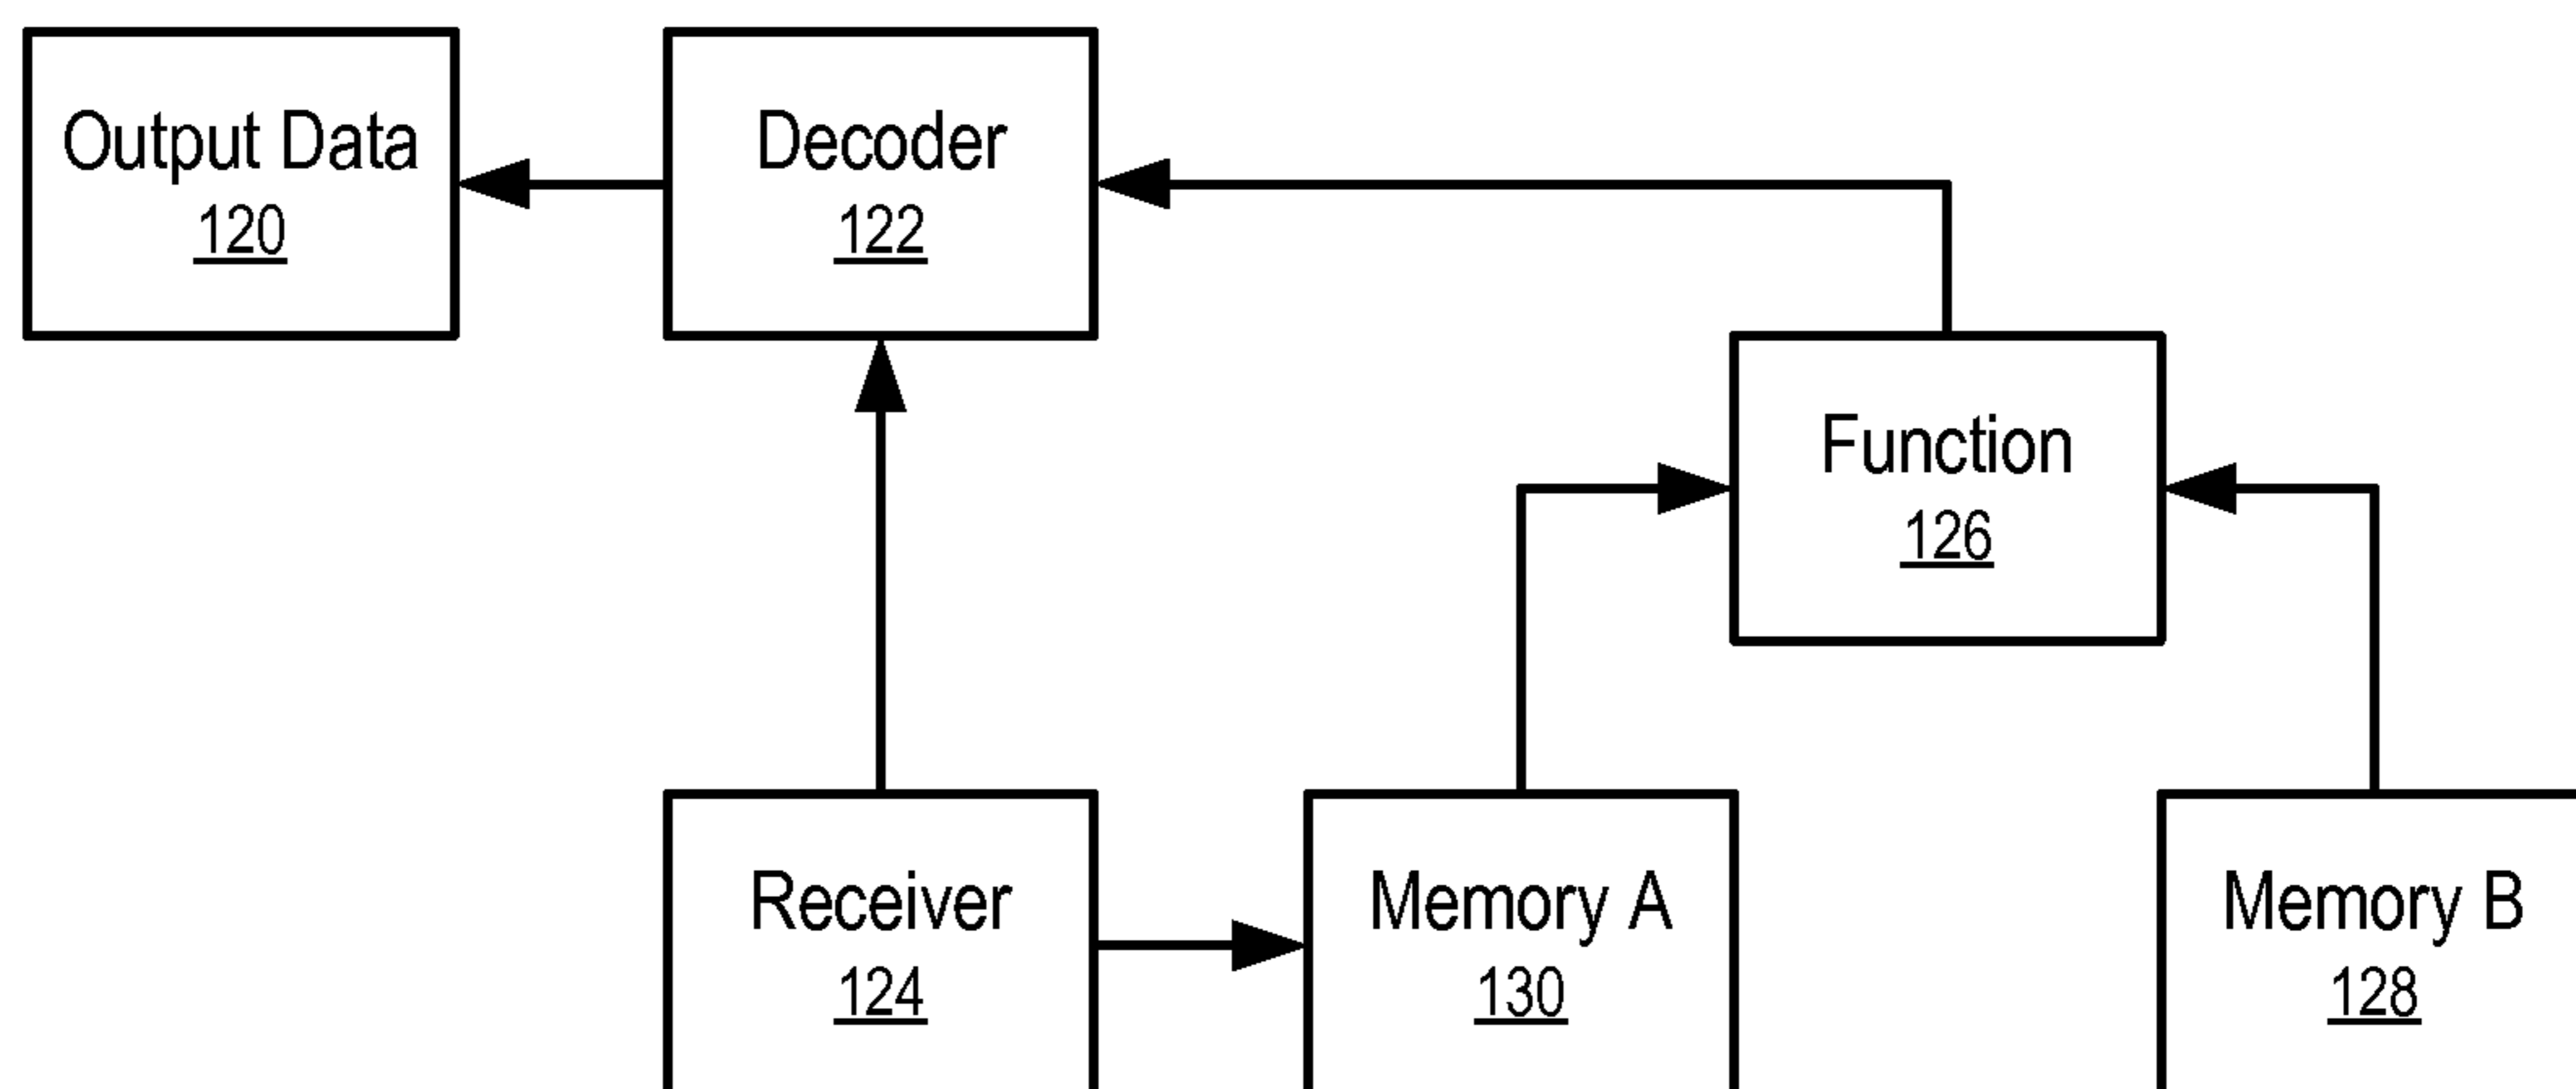 Output Data
120
Decoder
122
Function
126
Receiver
124
Memory A
130
Memory B
128